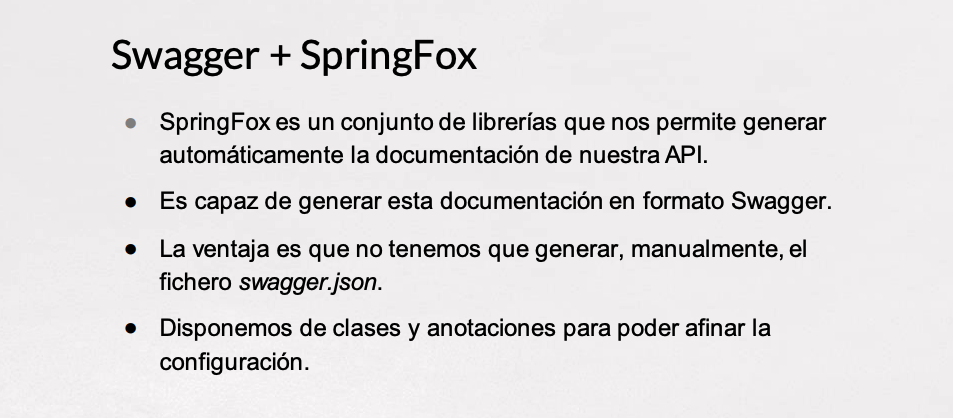 Swagger + SpringFox
● SpringFox es un conjunto de librerías que nos permite generar
automáticamente la documentación de nuestra API.
● Es capaz de generar esta documentación en formato Swagger.
● La ventaja es que no tenemos que generar, manualmente, el
fichero swagger.json.
● Disponemos de clases y anotaciones para poder afinar la
configuración.